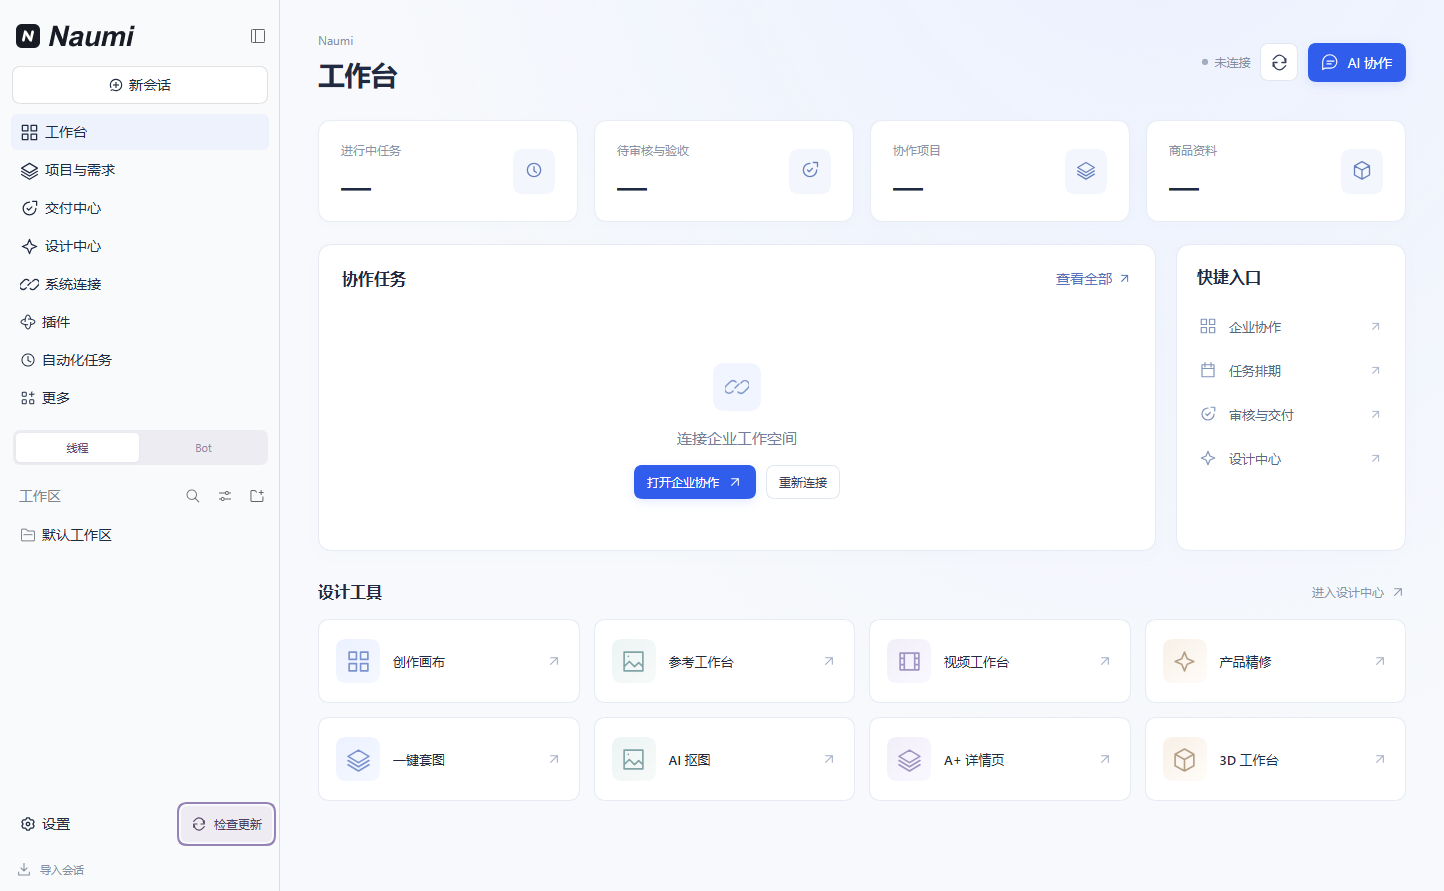 Naumi
新会话
工作台
项目与需求
交付中心
设计中心
系统连接
插件
自动化任务
更多
线程
Bot
工作区
默认工作区
设置
检查更新
导入会话
Naumi
工作台
未连接
AI 协作
进行中任务
—
待审核与验收
—
协作项目
—
商品资料
—
协作任务
查看全部
连接企业工作空间
打开企业协作
重新连接
快捷入口
企业协作
任务排期
审核与交付
设计中心
设计工具
进入设计中心
创作画布
参考工作台
视频工作台
产品精修
一键套图
AI 抠图
A+ 详情页
3D 工作台